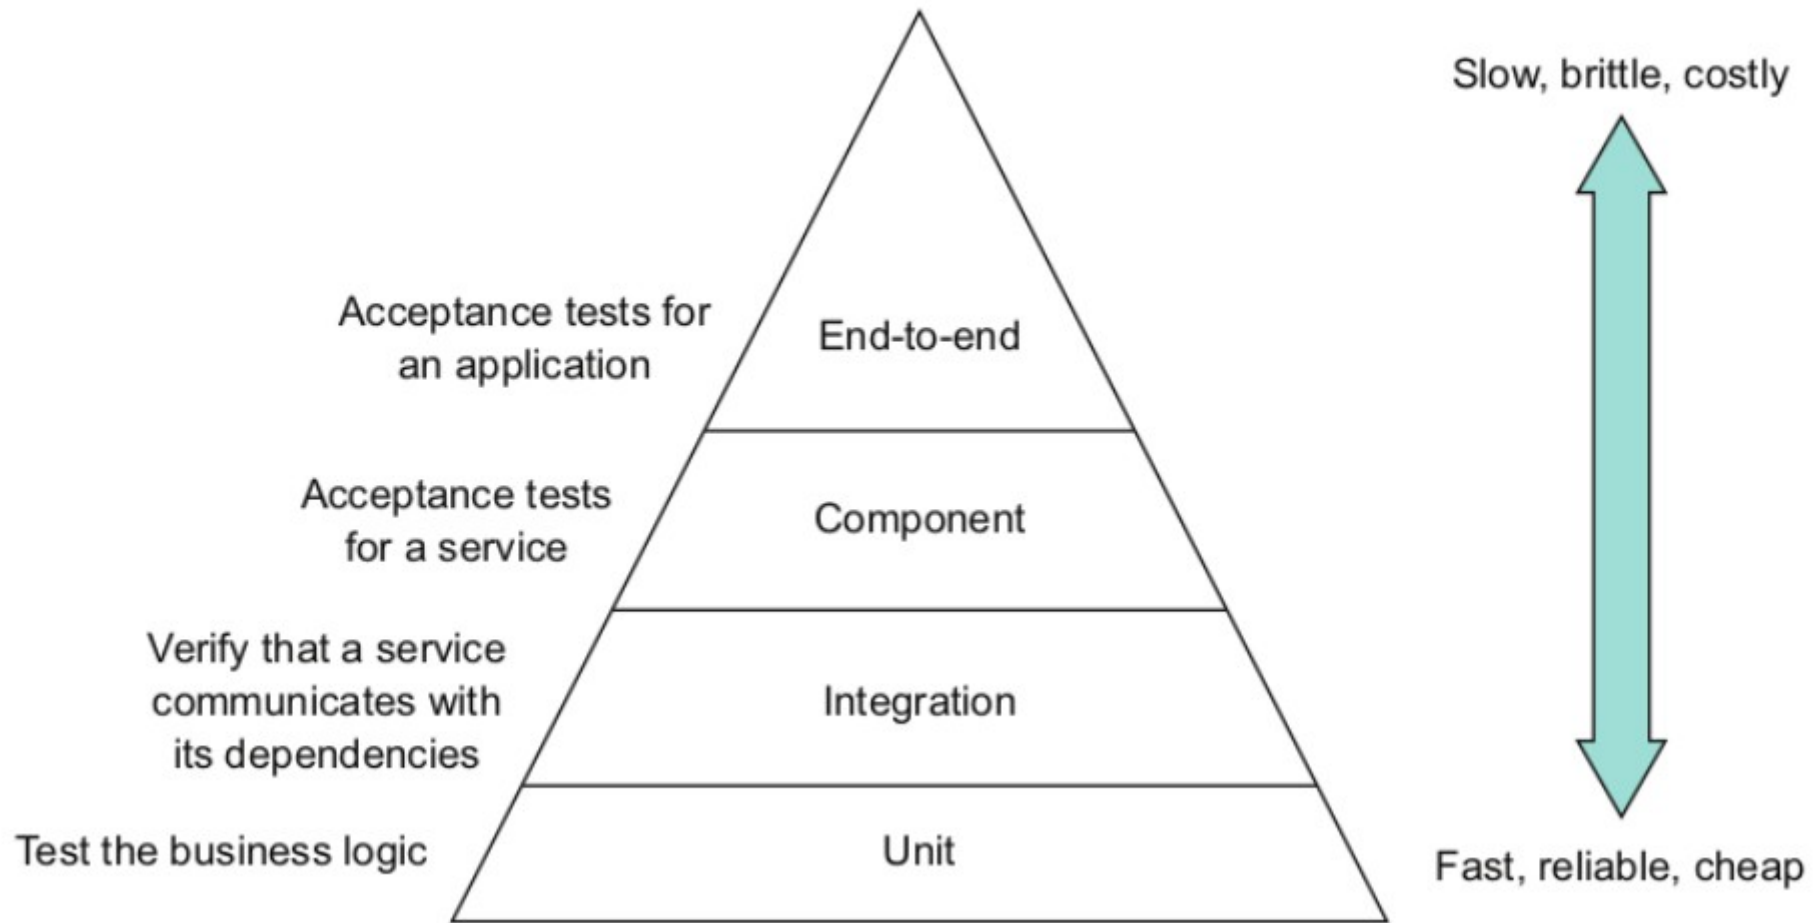 Slow, brittle, costly
Acceptance tests for
an application
End-to-end
Acceptance tests
for a service
Component
Verify that a service
communicates with
its dependencies
Integration
Test the business logic
Unit
Fast, reliable, cheap